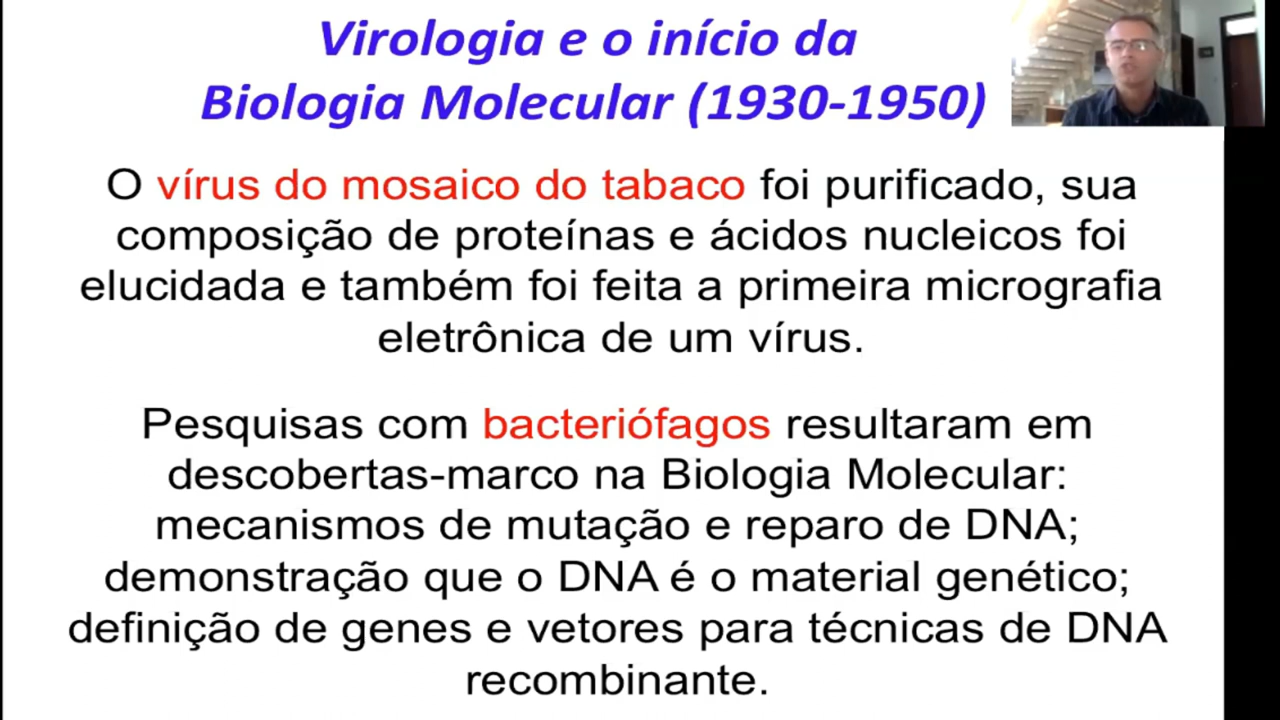 Virologia e o início da
Biologia Molecular (1930-1950)
O vírus do mosaico do tabaco foi purificado, sua
composição de proteínas e ácidos nucleicos foi
elucidada e também foi feita a primeira micrografia
eletrônica de um vírus.
Pesquisas com bacteriófagos resultaram em
descobertas-marco na Biologia Molecular:
mecanismos de mutação e reparo de DNA;
demonstração que o DNA é o material genético;
definição de genes e vetores para técnicas de DNA
recombinante.